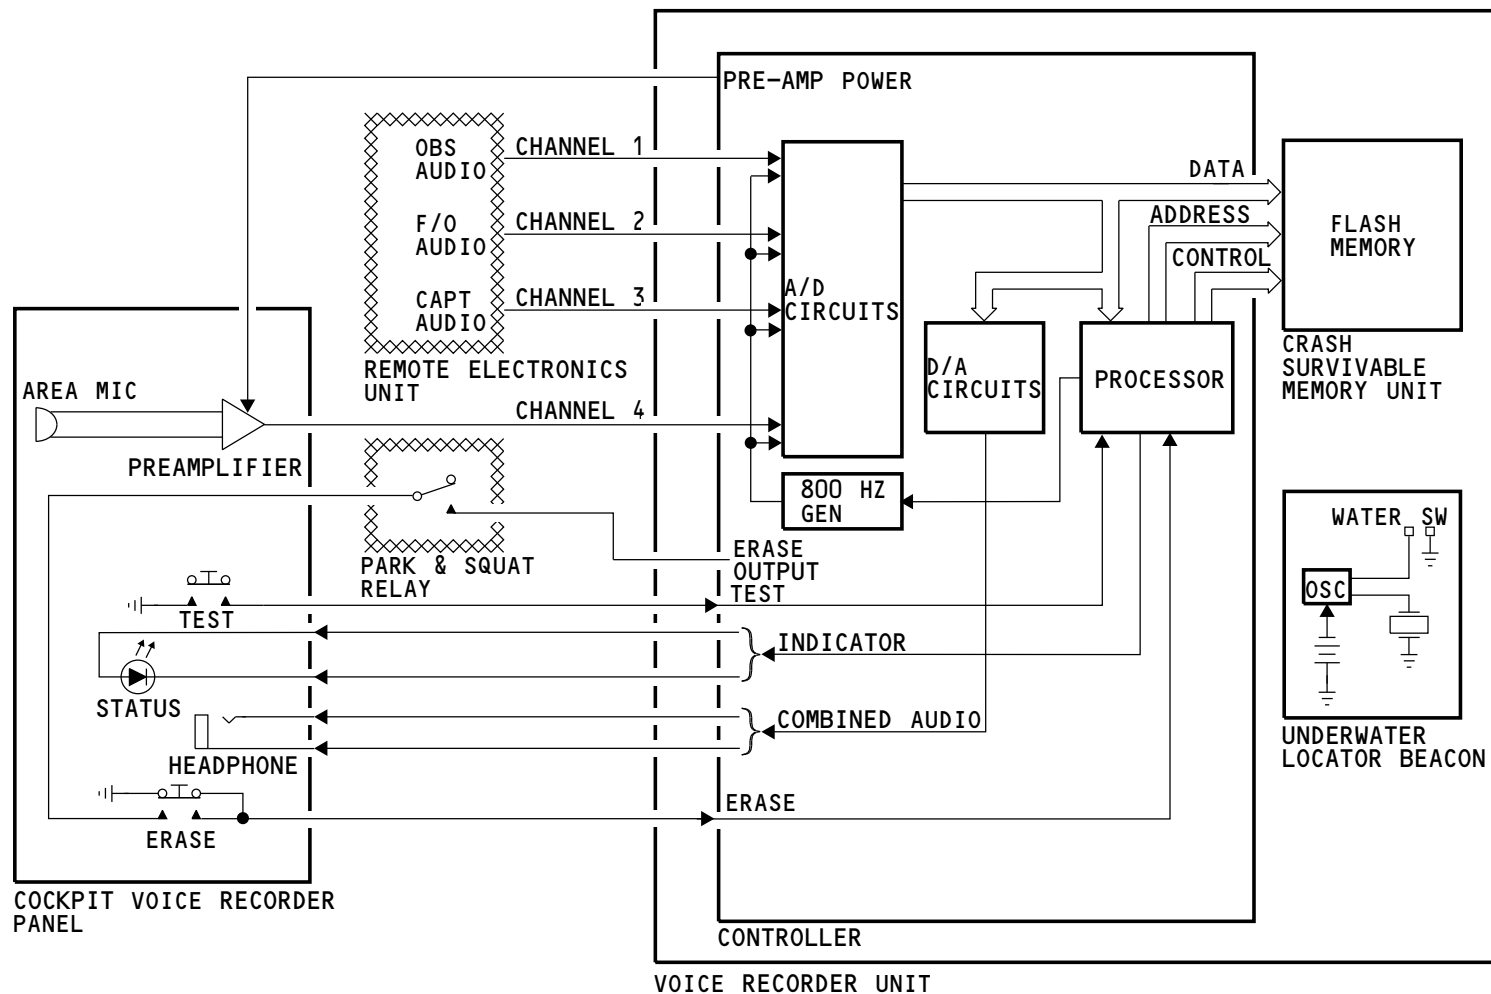 PRE-AMP POWER
OBS
AUDIO
CHANNEL 1
F/O
AUDIO
CHANNEL 2
CAPT
AUDIO
CHANNEL 3
REMOTE ELECTRONICS
UNIT
CHANNEL 4
A/D
CIRCUITS
DATA
ADDRESS
CONTROL
FLASH
MEMORY
CRASH
SURVIVABLE
MEMORY UNIT
D/A
CIRCUITS
PROCESSOR
800 HZ
GEN
AREA MIC
PREAMPLIFIER
PARK & SQUAT
RELAY
ERASE
OUTPUT
TEST
TEST
INDICATOR
STATUS
COMBINED AUDIO
HEADPHONE
ERASE
ERASE
WATER SW
OSC
UNDERWATER
LOCATOR BEACON
COCKPIT VOICE RECORDER
PANEL
CONTROLLER
VOICE RECORDER UNIT